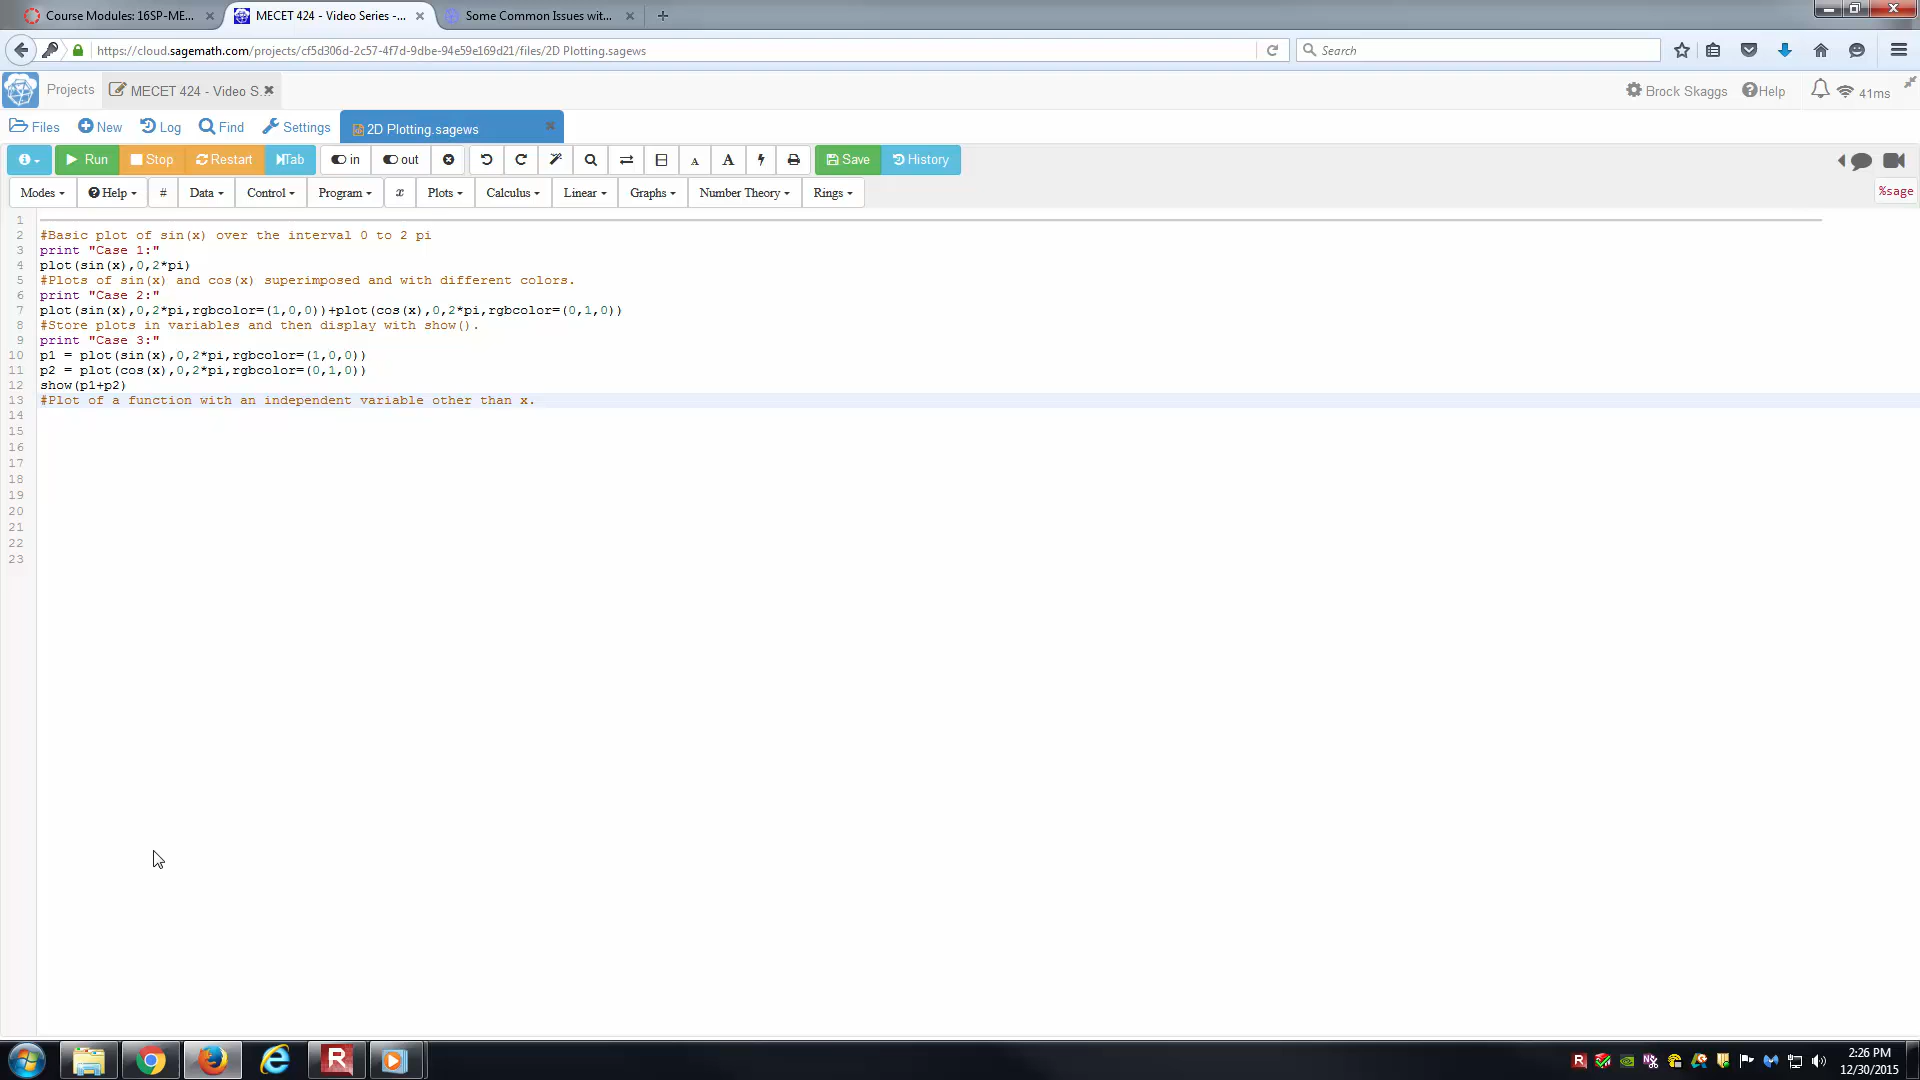 Course Modules: 16SP-ME...
MECET 424 - Video Series -...
Some Common Issues wit...
https://cloud.sagemath.com/projects/cf5d306d-2c57-4f7d-9dbe-94e59e169d21/files/2D Plotting.sagews
Search
Projects
MECET 424 - Video S.
Brock Skaggs
Help
41ms
Files
New
Log
Find
Settings
2D Plotting.sagews
Run
Stop
Restart
Tab
in
out
A
A
Save
History
Modes
Help
#
Data
Control
Program
x
Plots
Calculus
Linear
Graphs
Number Theory
Rings
%sage
1
2 #Basic plot of sin(x) over the interval 0 to 2 pi
3 print "Case 1:"
4 plot(sin(x),0,2*pi)
5 #Plots of sin(x) and cos(x) superimposed and with different colors.
6 print "Case 2:"
7 plot(sin(x),0,2*pi,rgbcolor=(1,0,0))+plot(cos(x),0,2*pi,rgbcolor=(0,1,0))
8 #Store plots in variables and then display with show().
9 print "Case 3:"
10 p1 = plot(sin(x),0,2*pi,rgbcolor=(1,0,0))
11 p2 = plot(cos(x),0,2*pi,rgbcolor=(0,1,0))
12 show(p1+p2)
13 #Plot of a function with an independent variable other than x.
14
15
16
17
18
19
20
21
22
23
2:26 PM
12/30/2015